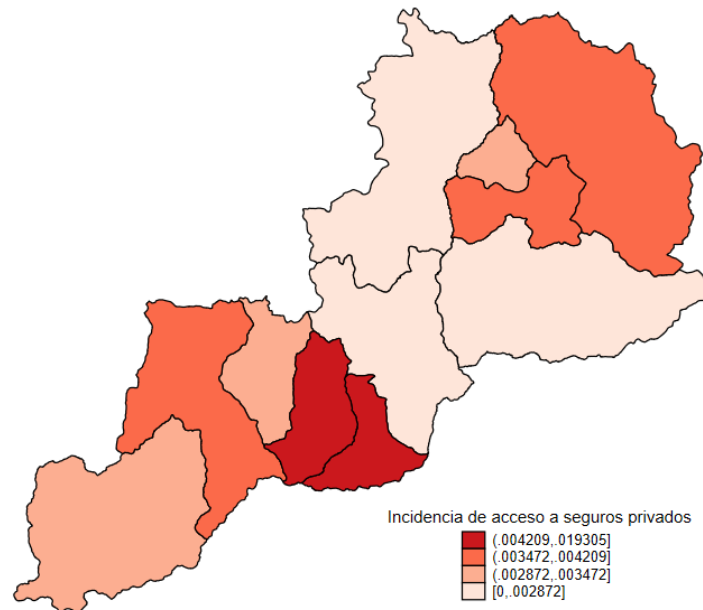 Incidencia de acceso a seguros privados
(.004209,.019305]
(.003472,.004209]
(.002872,.003472]
[0,.002872]